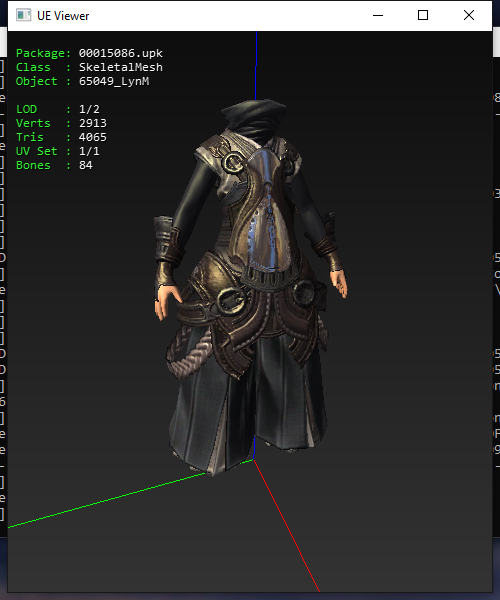 UE Viewer
Package: 00015086.upk
Class  : SkeletalMesh
Object : 65049_LynM
LOD    : 1/2
Verts  : 2913
Tris   : 4065
UV Set : 1/1
Bones  : 84